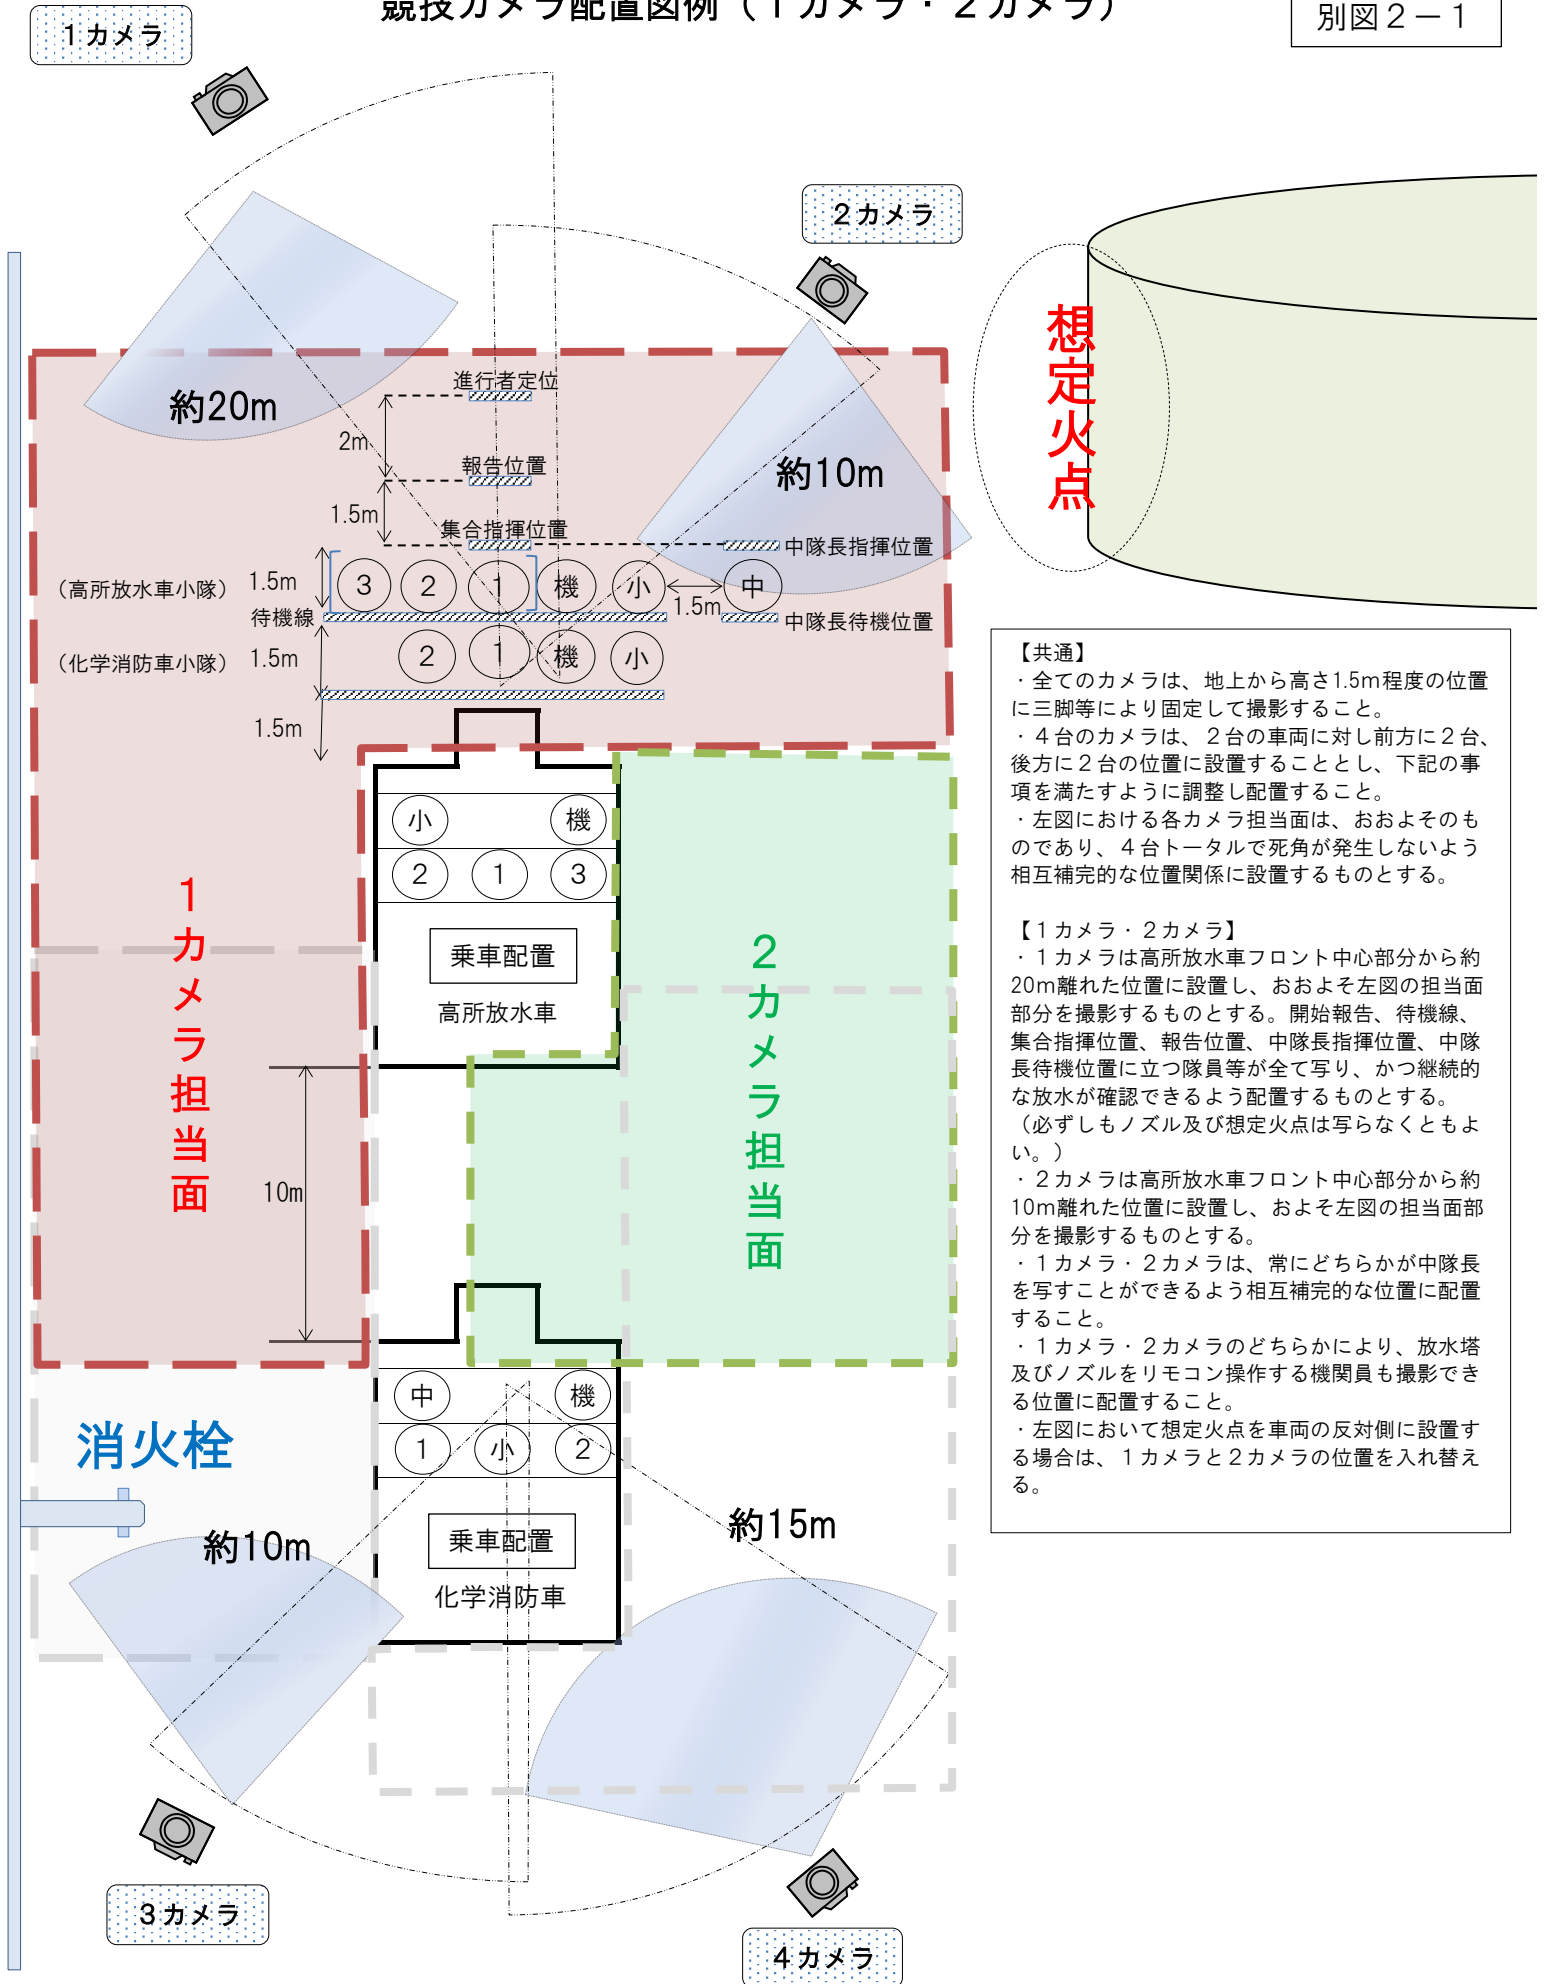 競技カメラ配置図例（１カメラ・２カメラ）
別図２－１
１カメラ
２カメラ
想定火点
約20m
進行者定位
2m
報告位置
約10m
1.5m
集合指揮位置
中隊長指揮位置
（高所放水車小隊）
1.5m
3
2
1
機
小
1.5m
中
待機線
中隊長待機位置
（化学消防車小隊）
1.5m
2
1
機
小
1.5m
小
機
2
1
3
乗車配置
高所放水車
１カメラ担当面
２カメラ担当面
10m
中
機
1
小
2
消火栓
乗車配置
化学消防車
約10m
約15m
３カメラ
４カメラ
【共通】
・全てのカメラは、地上から高さ1.5m程度の位置
に三脚等により固定して撮影すること。
・４台のカメラは、２台の車両に対し前方に２台、
後方に２台の位置に設置することとし、下記の事
項を満たすように調整し配置すること。
・左図における各カメラ担当面は、おおよそのも
のであり、４台トータルで死角が発生しないよう
相互補完的な位置関係に設置するものとする。
【１カメラ・２カメラ】
・１カメラは高所放水車フロント中心部分から約
20m離れた位置に設置し、おおよそ左図の担当面
部分を撮影するものとする。開始報告、待機線、
集合指揮位置、報告位置、中隊長指揮位置、中隊
長待機位置に立つ隊員等が全て写り、かつ継続的
な放水が確認できるよう配置するものとする。
（必ずしもノズル及び想定火点は写らなくともよ
い。）
・２カメラは高所放水車フロント中心部分から約
10m離れた位置に設置し、およそ左図の担当面部
分を撮影するものとする。
・１カメラ・２カメラは、常にどちらかが中隊長
を写すことができるよう相互補完的な位置に配置
すること。
・１カメラ・２カメラのどちらかにより、放水塔
及びノズルをリモコン操作する機関員も撮影でき
る位置に配置すること。
・左図において想定火点を車両の反対側に設置す
る場合は、１カメラと２カメラの位置を入れ替え
る。